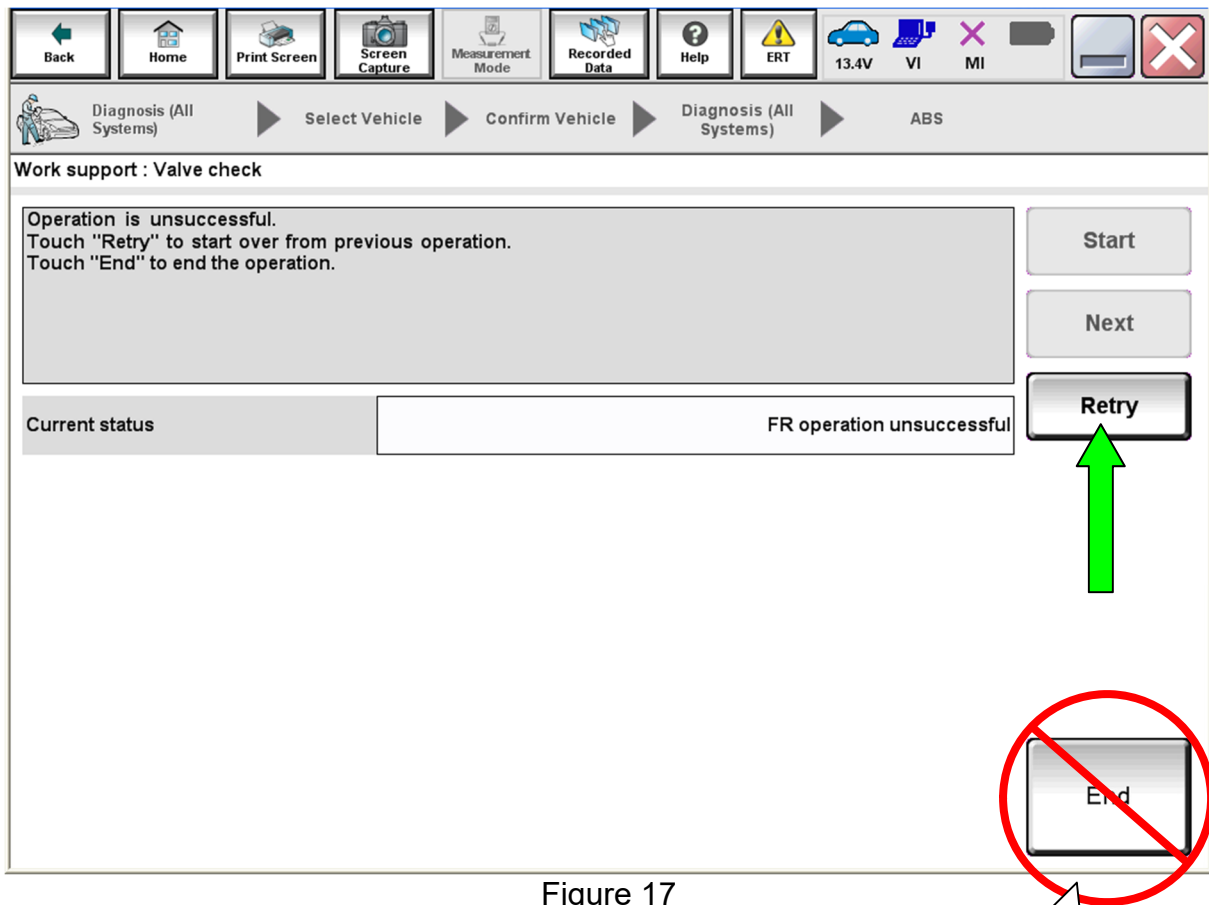 Back
Home
Print Screen
Screen
Capture
Measurement
Mode
Recorded
Data
Help
ERT
13.4V
VI
MI
Diagnosis (All
Systems)
Select Vehicle
Confirm Vehicle
Diagnosis (All
Systems)
ABS
Work support : Valve check
Operation is unsuccessful.
Touch "Retry" to start over from previous operation.
Touch "End" to end the operation.
Start
Next
Retry
Current status
FR operation unsuccessful
End
Figure 17